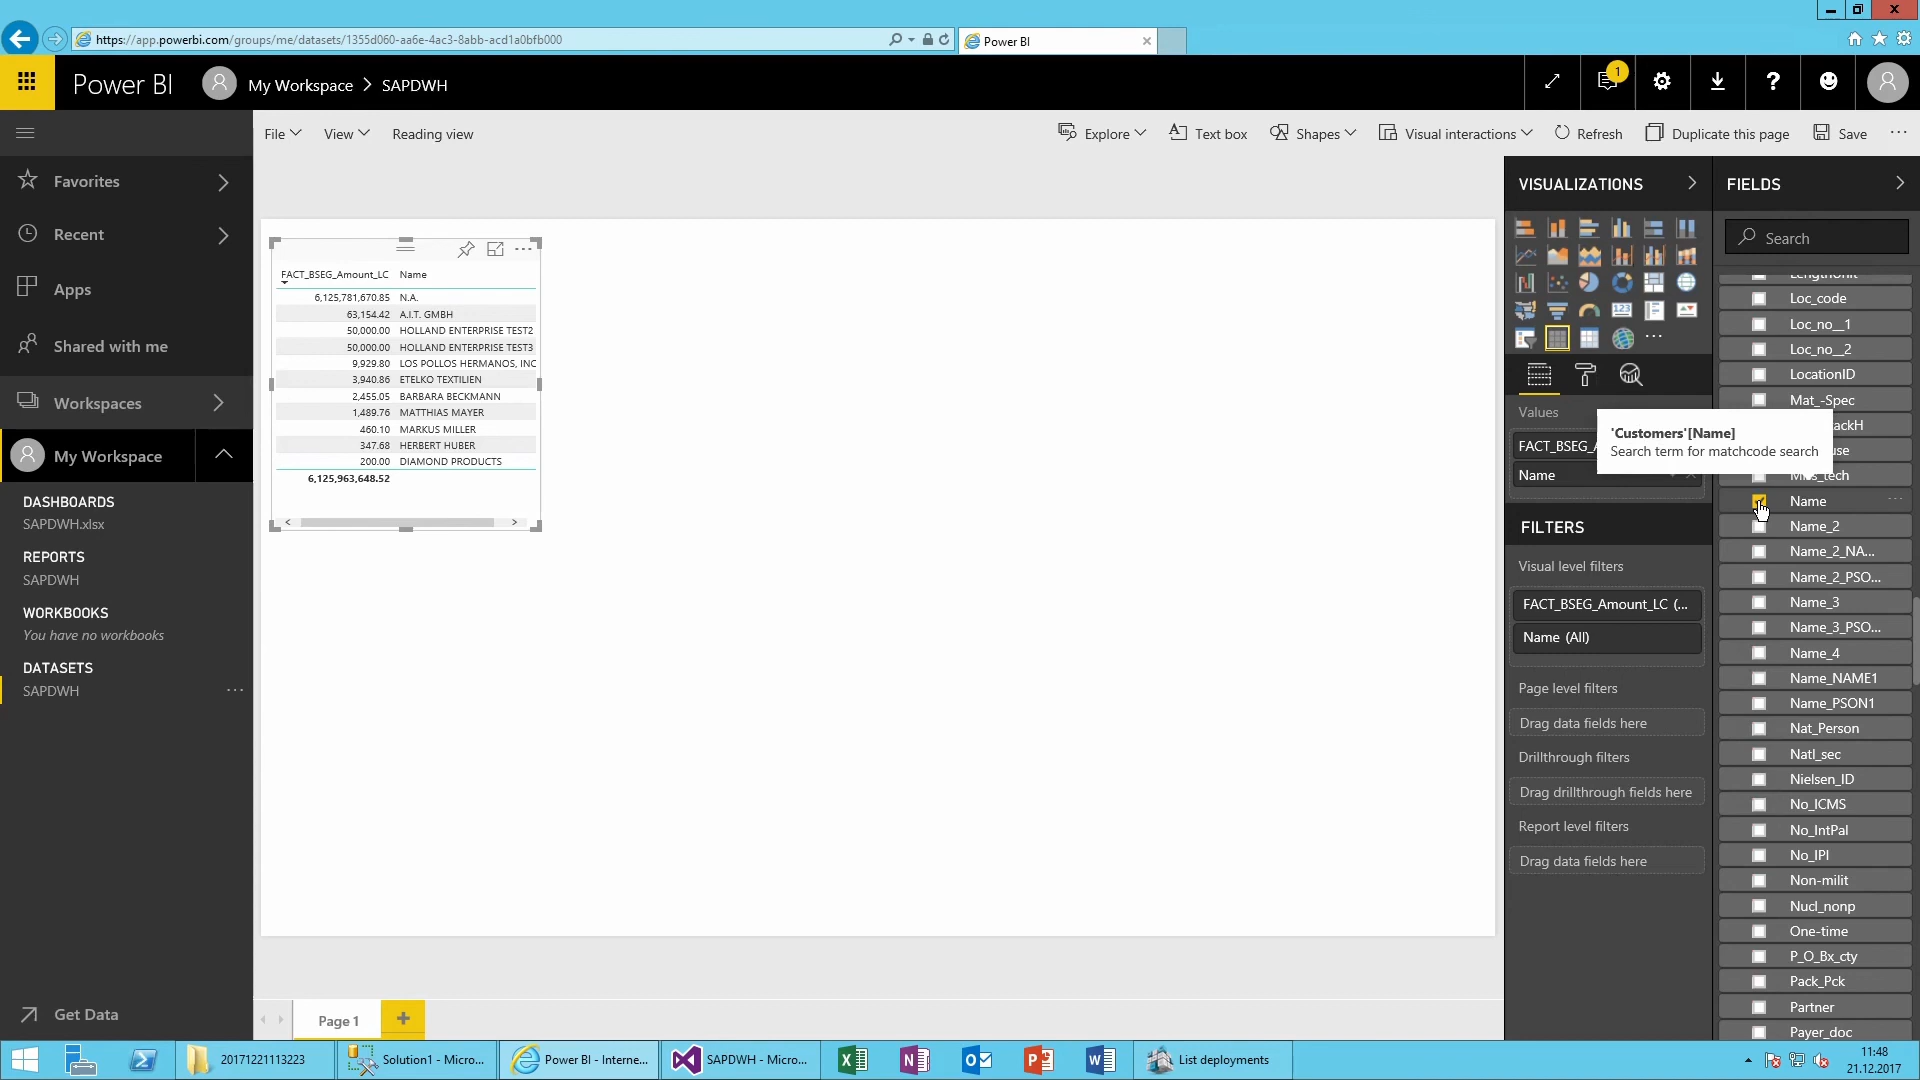 https://app.powerbi.com/groups/me/datasets/1355d060-aa6e-4ac3-8abb-acd1a0bfb000
Power BI
Power BI
My Workspace > SAPDWH
1
File
View
Reading view
Explore
Text box
Shapes
Visual interactions
Refresh
Duplicate this page
Save
Favorites
Recent
Apps
Shared with me
Workspaces
My Workspace
DASHBOARDS
SAPDWH.xlsx
REPORTS
SAPDWH
WORKBOOKS
You have no workbooks
DATASETS
SAPDWH
Get Data
FACT_BSEG_Amount_LC Name
6,125,781,670.85 N.A.
63,154.42 A.I.T. GMBH
50,000.00 HOLLAND ENTERPRISE TEST2
50,000.00 HOLLAND ENTERPRISE TEST3
9,929.80 LOS POLLOS HERMANOS, INC
3,940.86 ETELKO TEXTILIEN
2,455.05 BARBARA BECKMANN
1,489.76 MATTHIAS MAYER
460.10 MARKUS MILLER
347.68 HERBERT HUBER
200.00 DIAMOND PRODUCTS
6,125,963,648.52
Page 1
VISUALIZATIONS
123
Values
FACT_BSEG_A
Name
'Customers'[Name]
Search term for matchcode search
FILTERS
Visual level filters
FACT_BSEG_Amount_LC (...
Name (All)
Page level filters
Drag data fields here
Drillthrough filters
Drag drillthrough fields here
Report level filters
Drag data fields here
FIELDS
Search
Loc_code
Loc_no__1
Loc_no__2
LocationID
Mat_-Spec
Name
Name_2
Name_2_NA...
Name_2_PSO...
Name_3
Name_3_PSO...
Name_4
Name_NAME1
Name_PSON1
Nat_Person
Natl_sec
Nielsen_ID
No_ICMS
No_IntPal
No_IPI
Non-milit
Nucl_nonp
One-time
P_O_Bx_cty
Pack_Pck
Partner
Payer_doc
20171221113223
Solution1 - Micro...
Power BI - Interne...
SAPDWH - Micro...
List deployments
11:48
21.12.2017